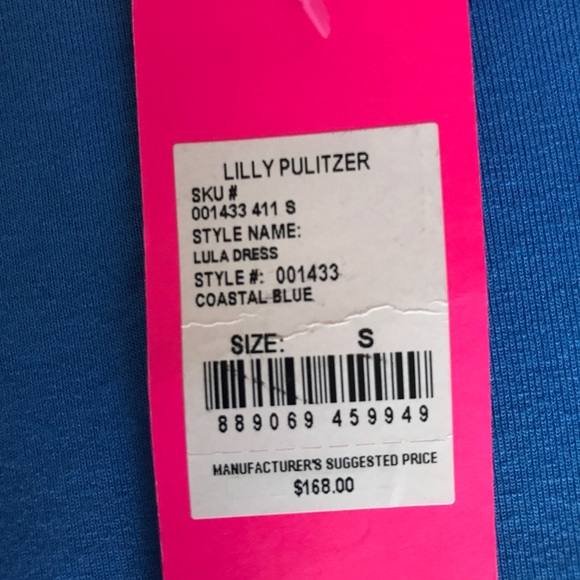 LILLY PULITZER
SKU #
001433 411 S
STYLE NAME:
LULA DRESS
STYLE #: 001433
COASTAL BLUE
SIZE: S
889069 459949
MANUFACTURER'S SUGGESTED PRICE
$168.00